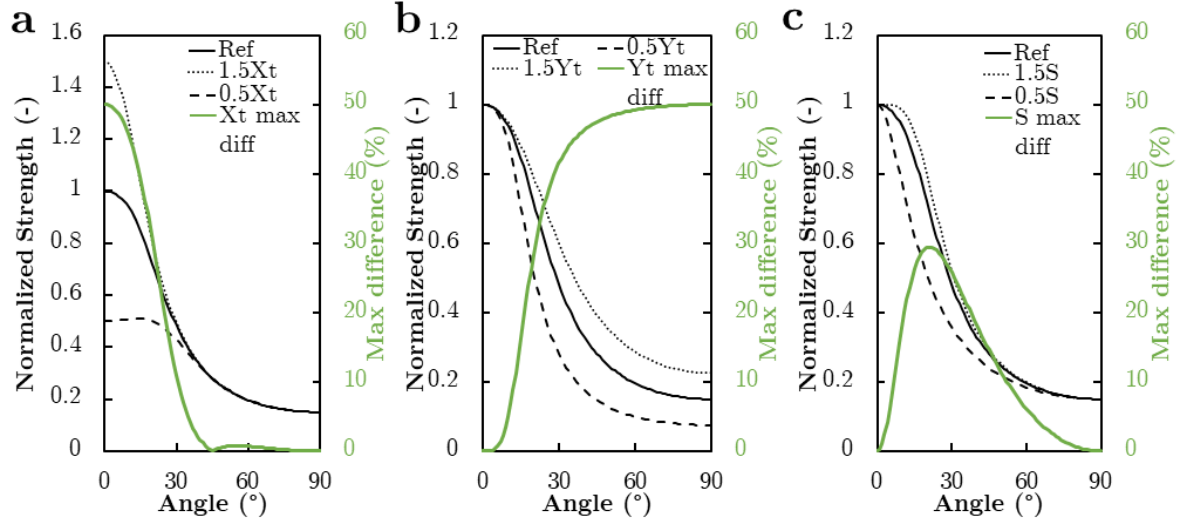 a
1.6
1.4
1.2
1
0.8
0.6
0.4
0.2
0
Normalized Strength (-)
Ref
1.5Xt
0.5Xt
Xt max
diff
60
50
40
30
20
10
0
Max difference (%)
0 30 60 90
Angle (°)
b
1.2
1
0.8
0.6
0.4
0.2
0
Normalized Strength (-)
Ref 0.5Yt
1.5Yt Yt max
diff
60
50
40
30
20
10
0
Max difference (%)
0 30 60 90
Angle (°)
c
1.2
1
0.8
0.6
0.4
0.2
0
Normalized Strength (-)
Ref
1.5S
0.5S
S max
diff
60
50
40
30
20
10
0
Max difference (%)
0 30 60 90
Angle (°)